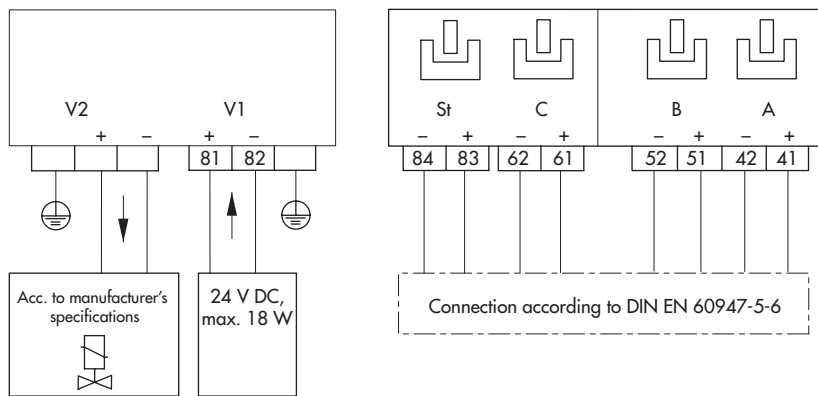 V2 V1
+ − + −
81 82
Acc. to manufacturer's
specifications
24 V DC,
max. 18 W
St C B A
− + − + − + − +
84 83 62 61 52 51 42 41
Connection according to DIN EN 60947-5-6